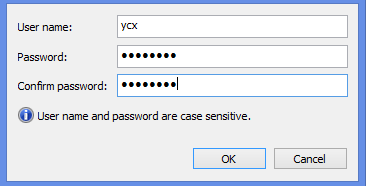 User name: ycx
Password: ●●●●●●●●
Confirm password: ●●●●●●●●
User name and password are case sensitive.
OK Cancel